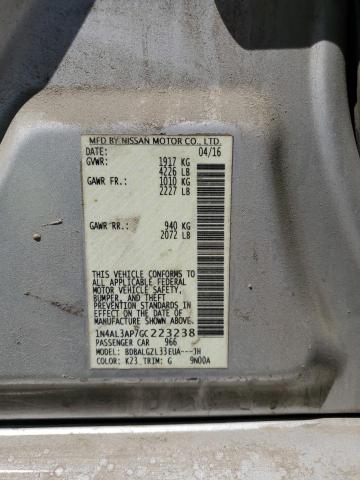 MFD BY NISSAN MOTOR CO., LTD.
DATE: 04/16
GVWR: 1917 KG
4226 LB
GAWR FR.: 1010 KG
2227 LB
GAWR RR.: 940 KG
2072 LB
THIS VEHICLE CONFORMS TO
ALL APPLICABLE FEDERAL
MOTOR VEHICLE SAFETY,
BUMPER, AND THEFT
PREVENTION STANDARDS
IN EFFECT ON THE DATE OF
MANUFACTURE SHOWN ABOVE.
1N4AL3AP7GC223238
PASSENGER CAR 966
MODEL: BDBALGZL33EUA---JH
COLOR: K23 TRIM: G 9N00A